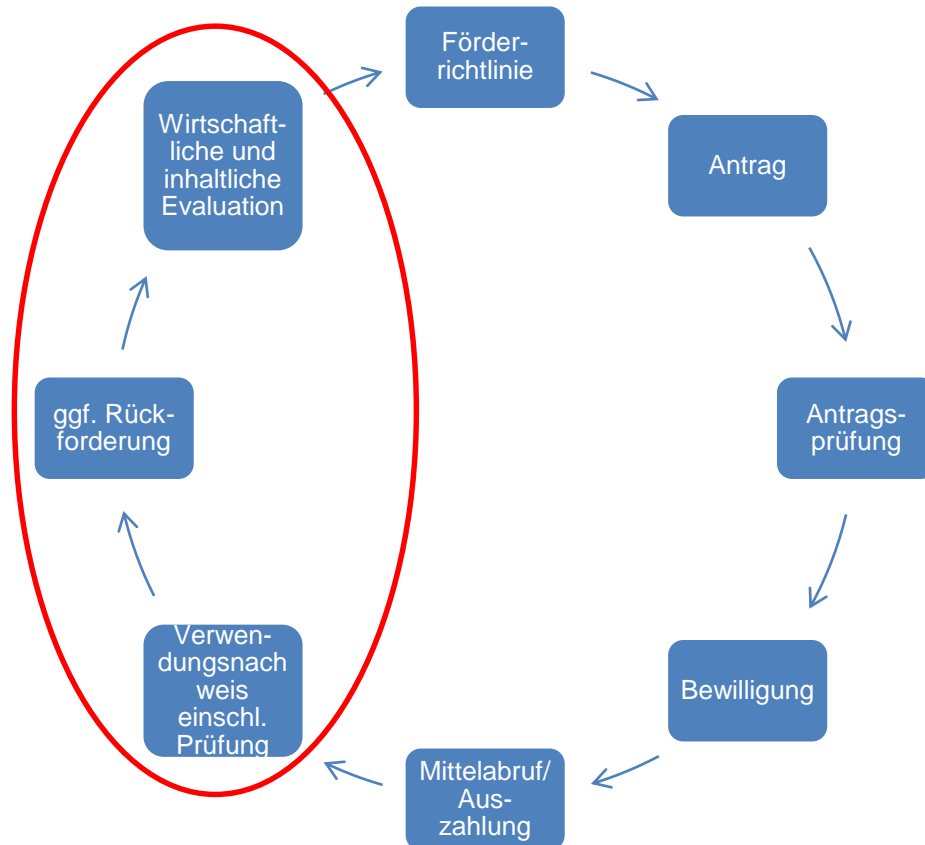 Förder-
richtlinie
Antrag
Antrags-
prüfung
Bewilligung
Mittelabruf/
Aus-
zahlung
Verwen-
dungsnach
weis
einschl.
Prüfung
ggf. Rück-
forderung
Wirtschaft-
liche und
inhaltliche
Evaluation